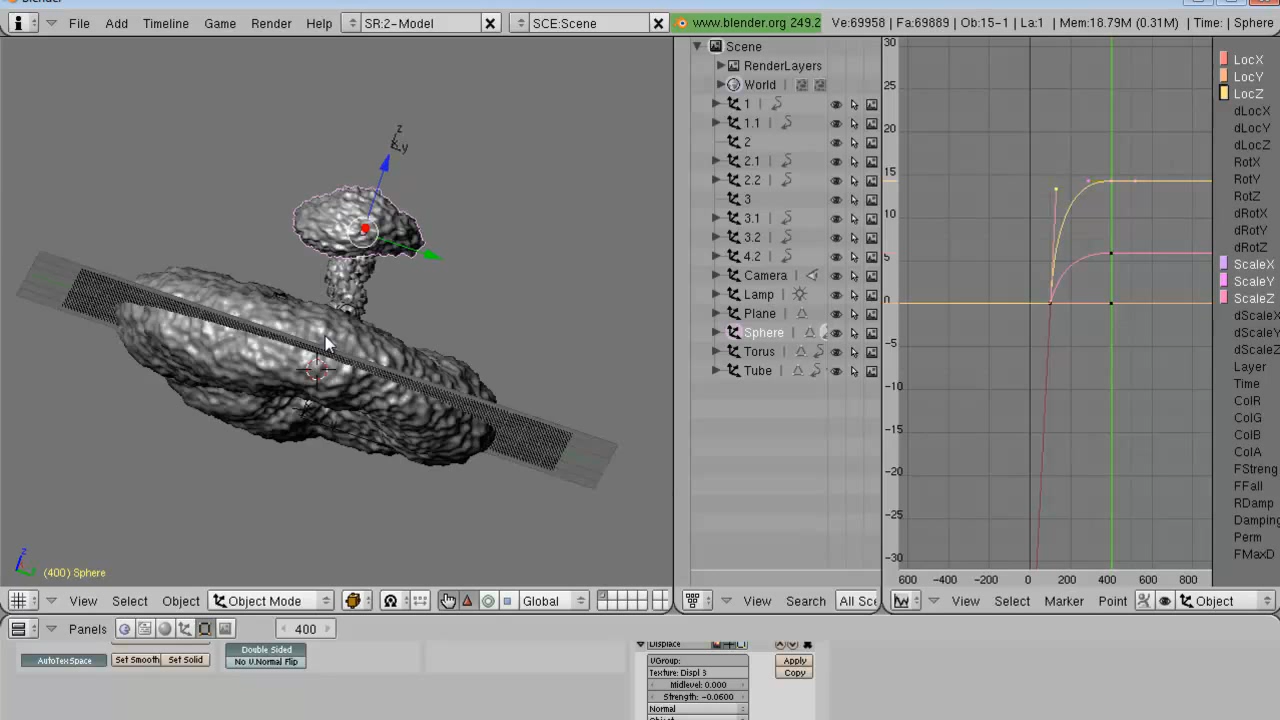 Blender
File Add Timeline Game Render Help SR:2-Model SCE:Scene www.blender.org 249.2 Ve:69958 | Fa:69889 | Ob:15-1 | La:1 | Mem:18.79M (0.31M) | Time: | Sphere
z
y
z
(400) Sphere
View Select Object Object Mode Global
Scene
RenderLayers
World
1
1.1
2
2.1
2.2
3
3.1
3.2
4.2
Camera
Lamp
Plane
Sphere
Torus
Tube
View Search All Sce
30
25
20
15
10
5
0
-5
-10
-15
-20
-25
-30
600 -400 -200 0 200 400 600 800
View Select Marker Point Object
LocX
LocY
LocZ
dLocX
dLocY
dLocZ
RotX
RotY
RotZ
dRotX
dRotY
dRotZ
ScaleX
ScaleY
ScaleZ
dScaleX
dScaleY
dScaleZ
Layer
Time
ColR
ColG
ColB
ColA
FStreng
FFall
RDamp
Damping
Perm
FMaxD
Panels 400
AutoTexSpace Set Smooth Set Solid
Double Sided
No V.Normal Flip
Displace
VGroup:
Texture: Displ 3
Midlevel: 0.000
Strength: -0.0600
Normal
Object
Apply
Copy